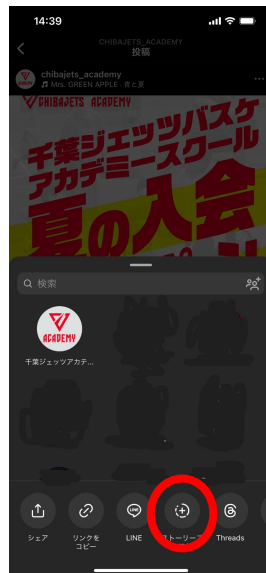 14:39
CHIBAJETS_ACADEMY
投稿
chibajets_academy
Mrs. GREEN APPLE 青と夏
CHIBAJETS ACADEMY
千葉ジェッツバスケ
アカデミースクール
夏の入会
検索
ACADEMY
千葉ジェッツアカデ...
シェア
リンクを
コピー
LINE
ストーリーズ
Threads